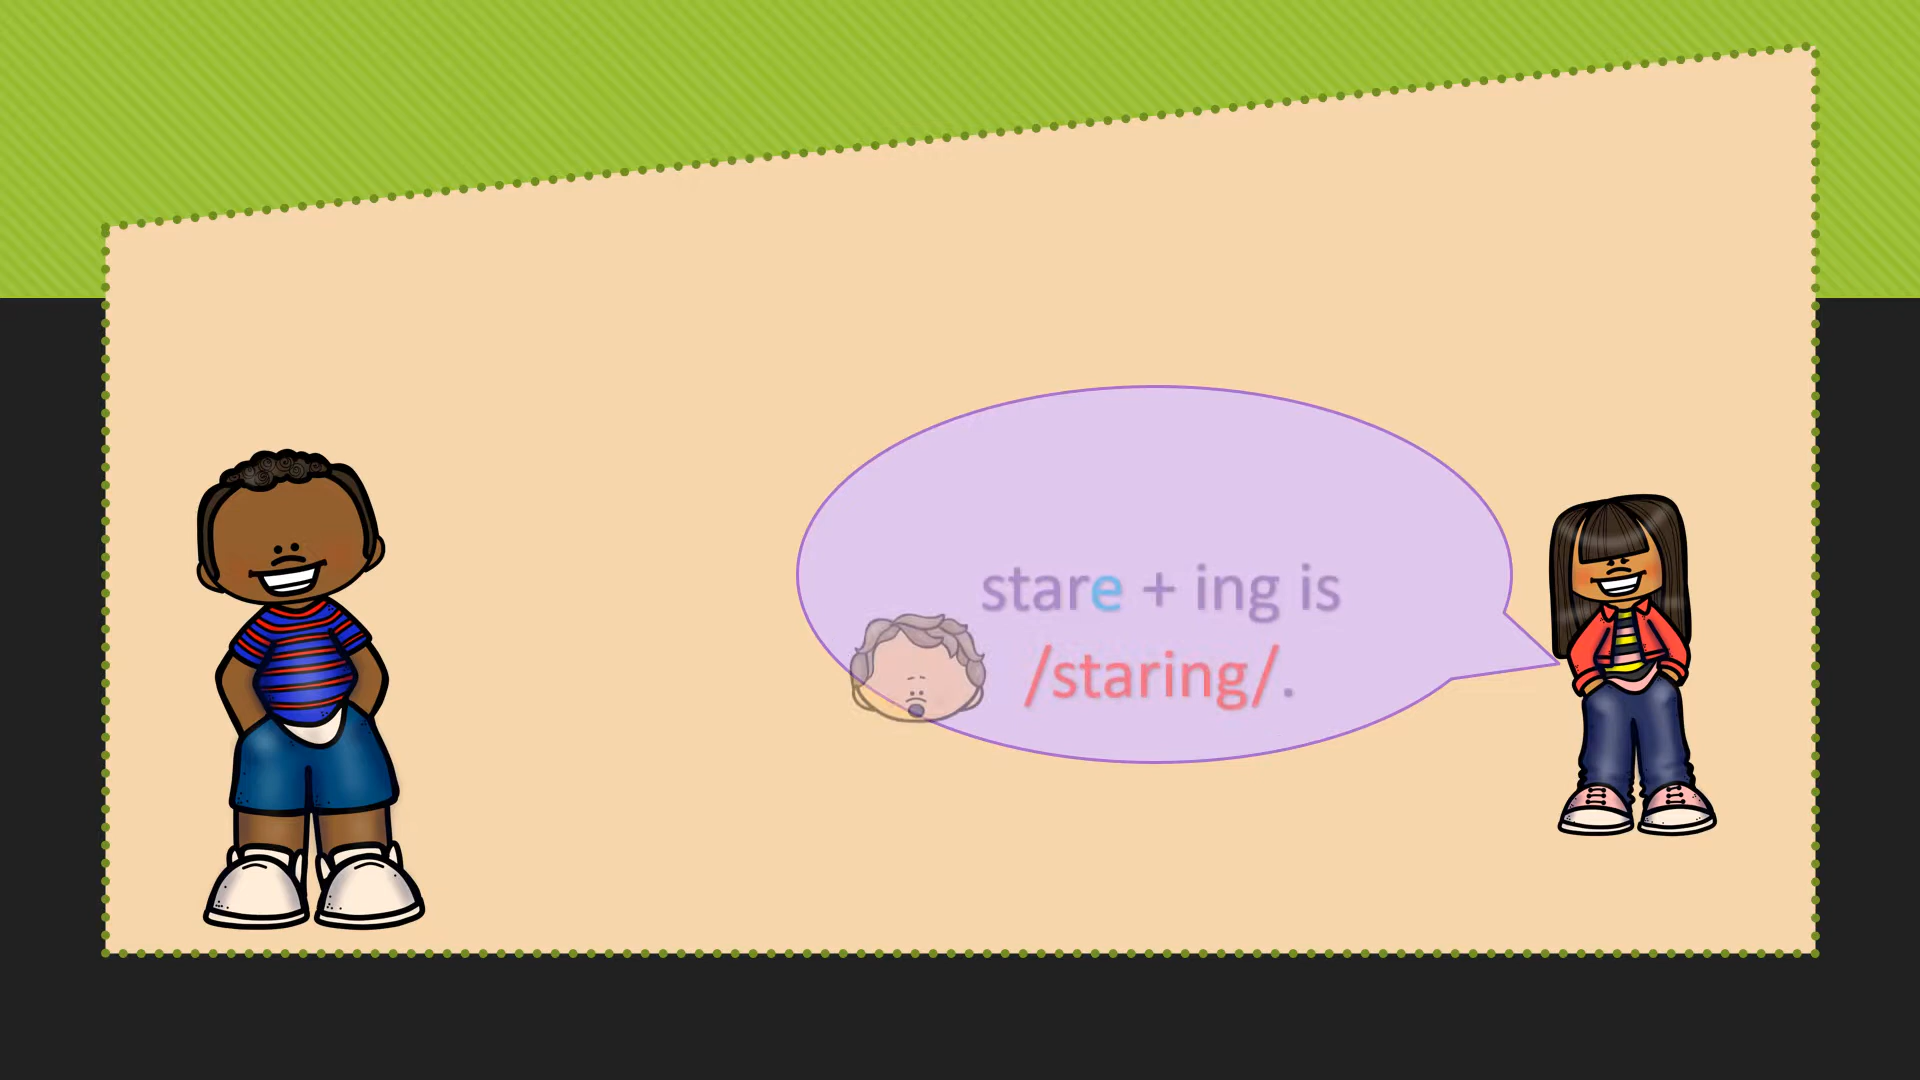 stare + ing is
/staring/.